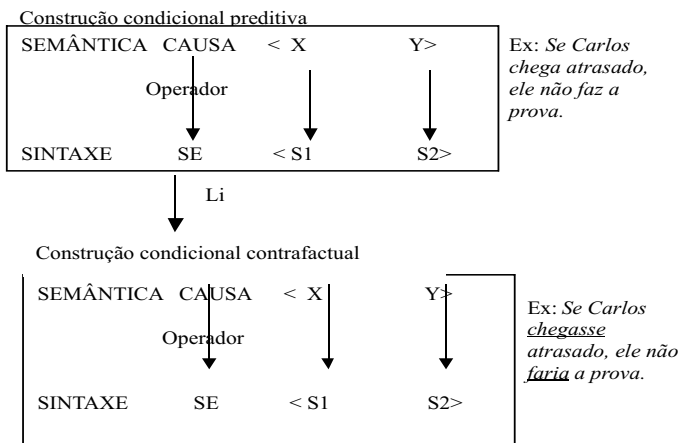 Construção condicional preditiva
SEMÂNTICA CAUSA < X Y>
Operador
SINTAXE SE < S1 S2>
Ex: Se Carlos
chega atrasado,
ele não faz a
prova.
Li
Construção condicional contrafactual
SEMÂNTICA CAUSA < X Y>
Operador
SINTAXE SE < S1 S2>
Ex: Se Carlos
chegasse
atrasado, ele não
faria a prova.